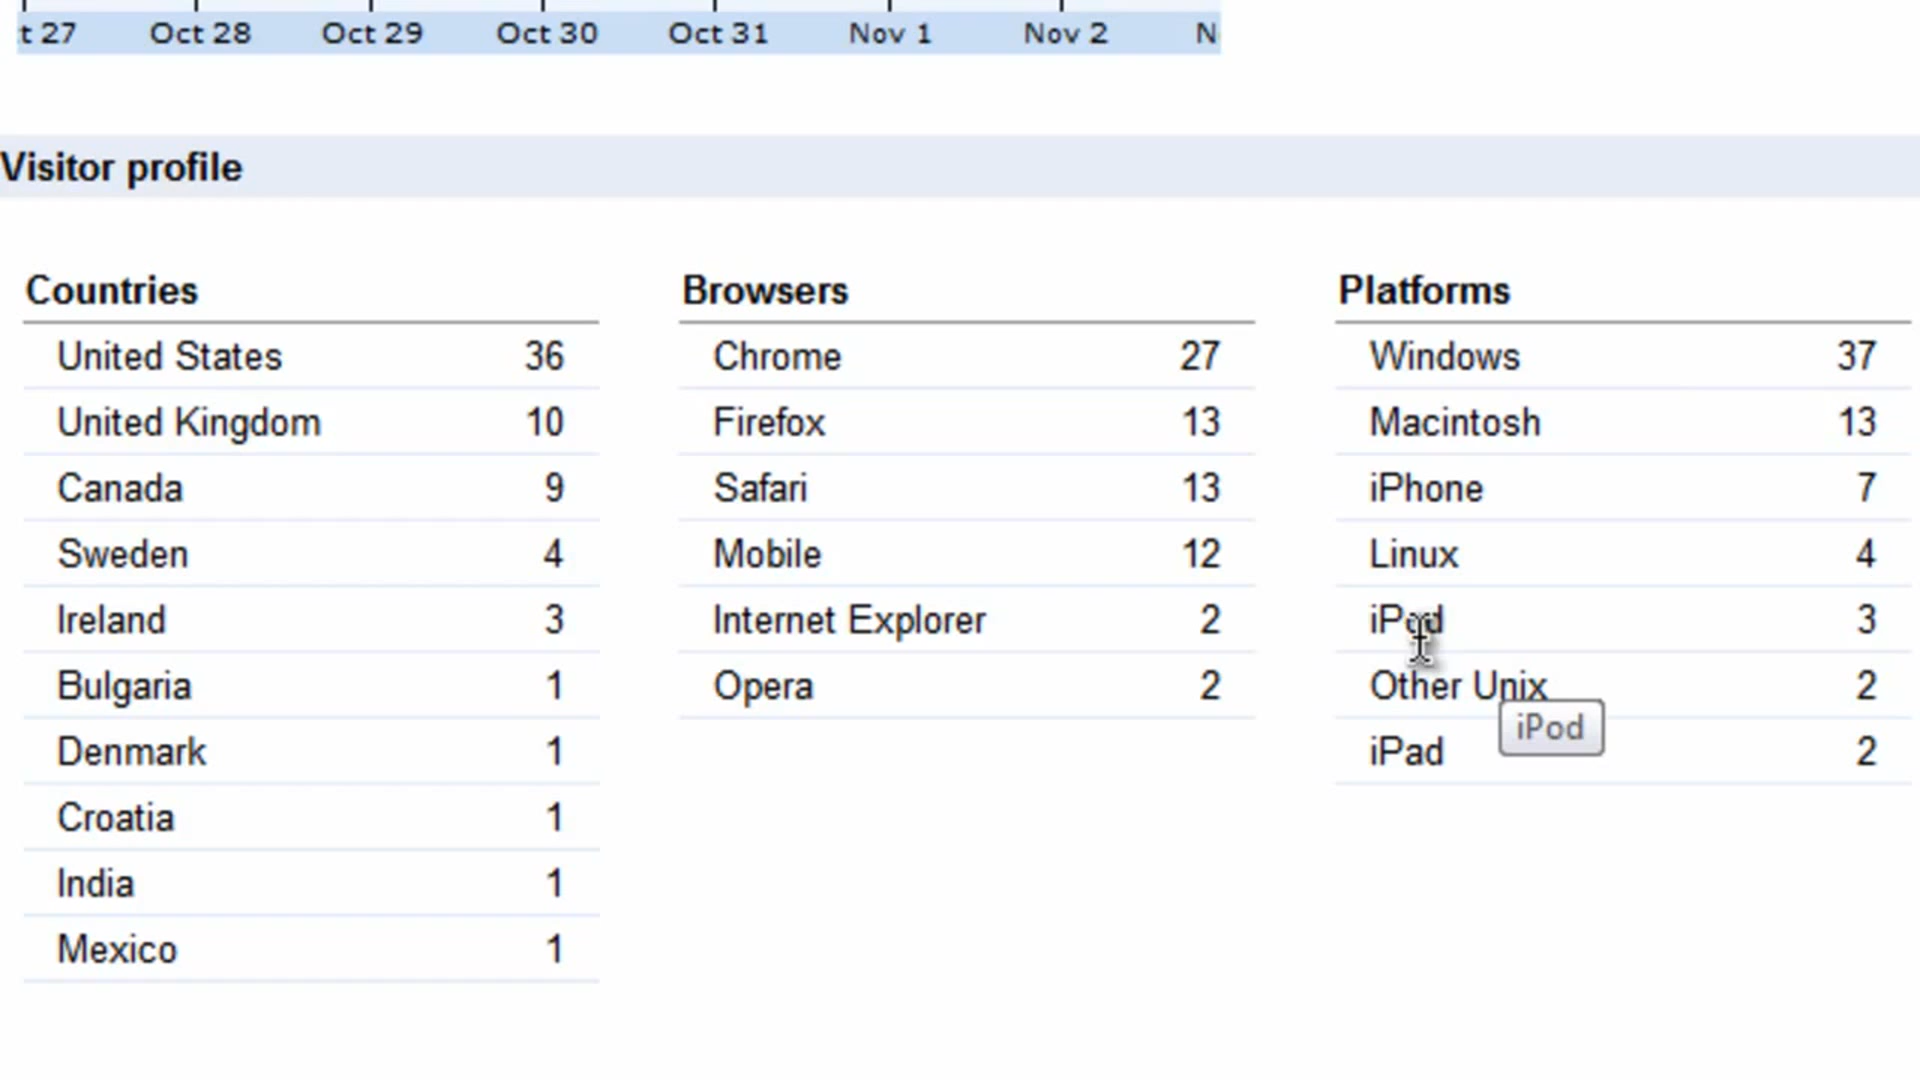 t 27 Oct 28 Oct 29 Oct 30 Oct 31 Nov 1 Nov 2 N
Visitor profile
Countries
United States 36
United Kingdom 10
Canada 9
Sweden 4
Ireland 3
Bulgaria 1
Denmark 1
Croatia 1
India 1
Mexico 1
Browsers
Chrome 27
Firefox 13
Safari 13
Mobile 12
Internet Explorer 2
Opera 2
Platforms
Windows 37
Macintosh 13
iPhone 7
Linux 4
iPod 3
Other Unix 2
iPod
iPad 2